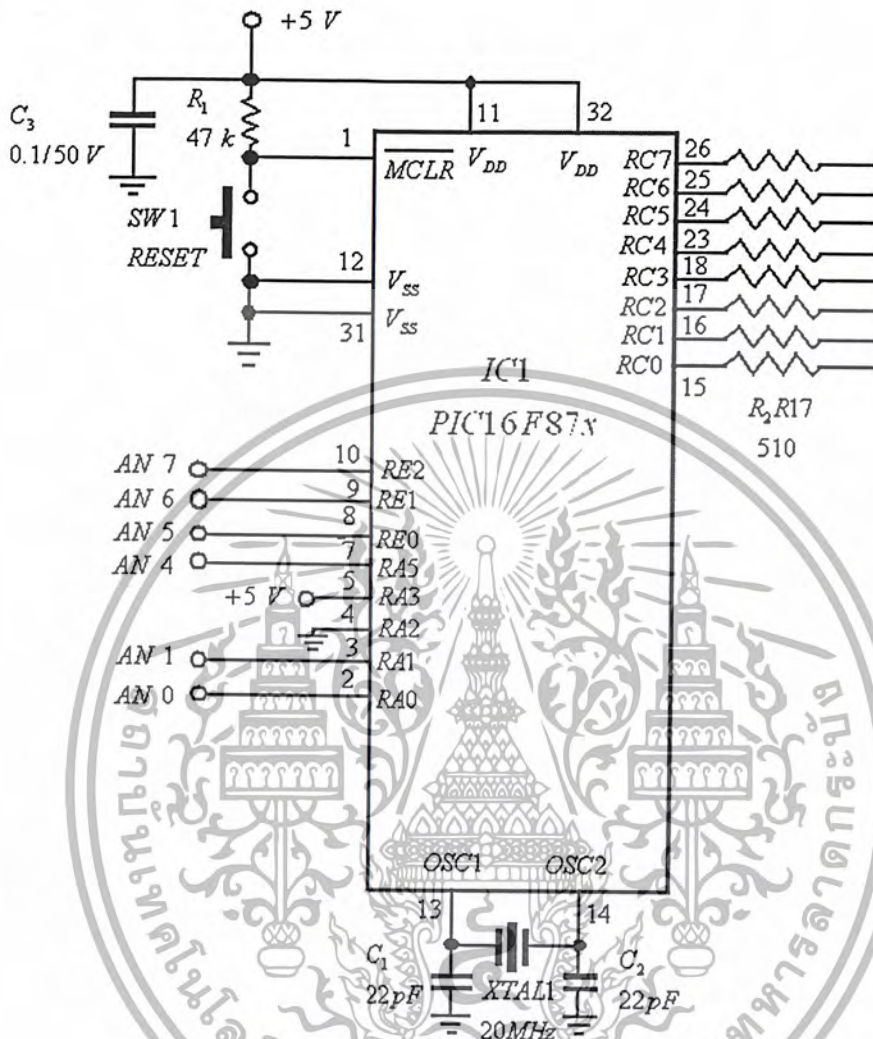 +5 V
C3
0.1/50 V
R1
47 k
1
MCLR
11
VDD
32
VDD
SW1
RESET
12
VSS
31
VSS
RC7 26
RC6 25
RC5 24
RC4 23
RC3 18
RC2 17
RC1 16
RC0 15
R2R17
510
IC1
PIC16F87x
AN 7 10 RE2
AN 6 9 RE1
AN 5 8 RE0
AN 4 7 RA5
+5 V 5 RA3
4 RA2
AN 1 3 RA1
AN 0 2 RA0
OSC1
OSC2
13
14
C1
22pF
XTAL1
20MHz
C2
22pF